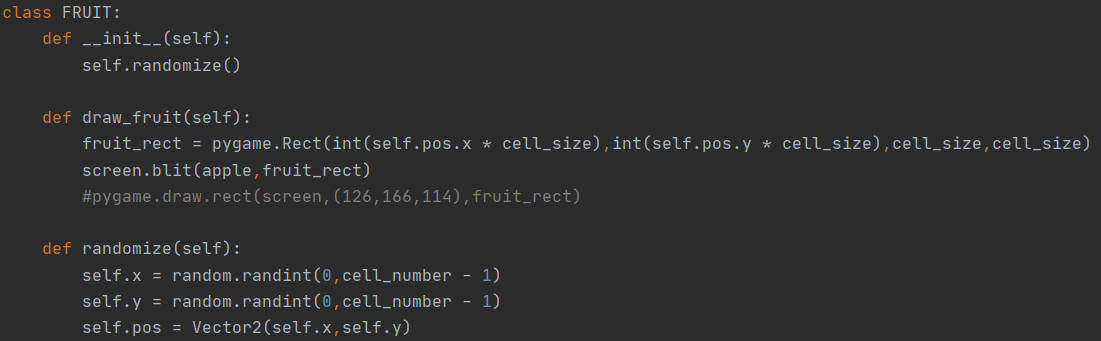 class FRUIT:
    def __init__(self):
        self.randomize()

    def draw_fruit(self):
        fruit_rect = pygame.Rect(int(self.pos.x * cell_size),int(self.pos.y * cell_size),cell_size,cell_size)
        screen.blit(apple,fruit_rect)
        #pygame.draw.rect(screen,(126,166,114),fruit_rect)

    def randomize(self):
        self.x = random.randint(0,cell_number - 1)
        self.y = random.randint(0,cell_number - 1)
        self.pos = Vector2(self.x,self.y)